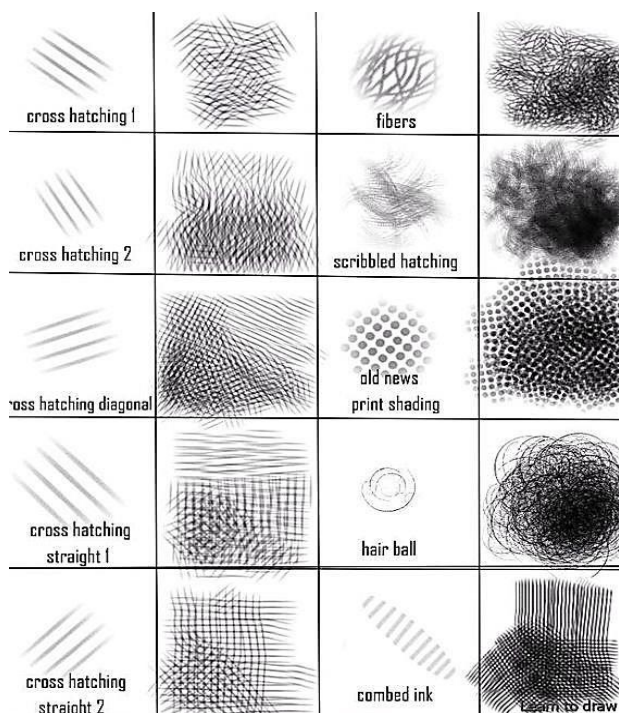 cross hatching 1
fibers
cross hatching 2
scribbled hatching
ross hatching diagonal
old news
print shading
cross hatching
straight 1
hair ball
cross hatching
straight 2
combed ink
Learn to draw